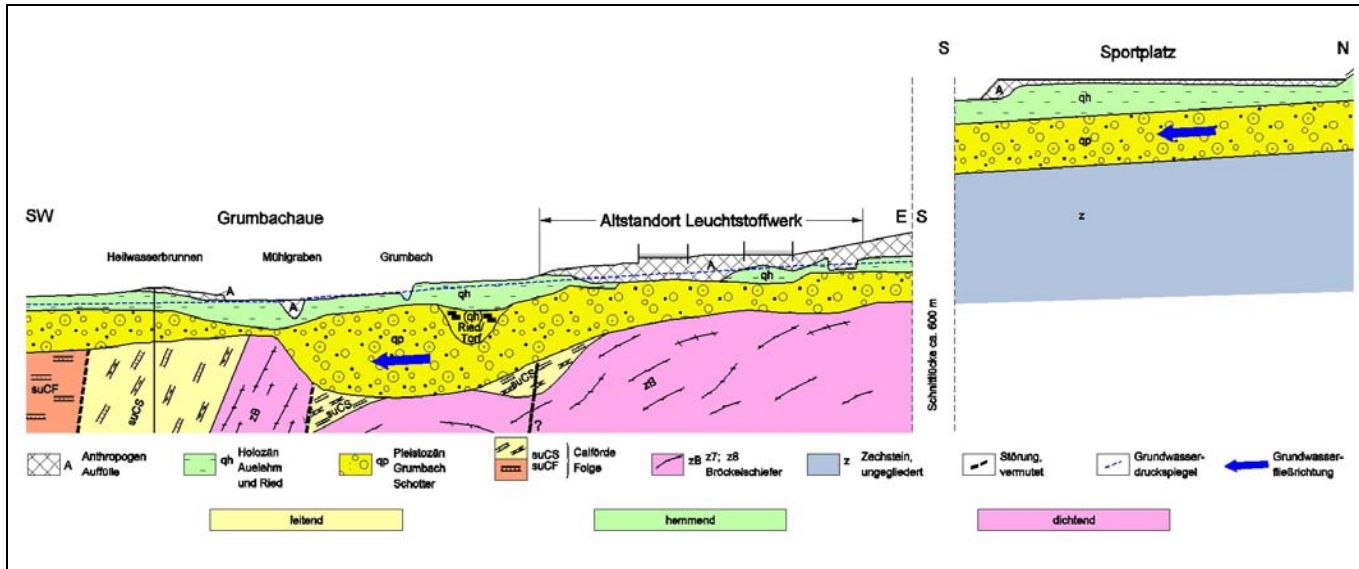 S
Sportplatz
N
A
qh
qp
z
SW
Grumbachaue
Altstandort Leuchtstoffwerk
E
S
Heilwasserbrunnen
Mühlgraben
Grumbach
A
A
qh
A
qh
(qh)
Ried/
Torf
qp
suCS
suCF
suCS
zB
suCS
zB
?
Schnittlücke ca. 600 m
A
Anthropogen
Auffülle
qh
Holozän
Auelehm
und Ried
qp
Pleistozän
Grumbach
Schotter
suCS
suCF
Calförde
Folge
zB
z7; z8
Bröckelschiefer
z
Zechstein,
ungegliedert
Störung,
vermutet
Grundwasser-
druckspiegel
Grundwasser-
fließrichtung
leitend
hemmend
dichtend